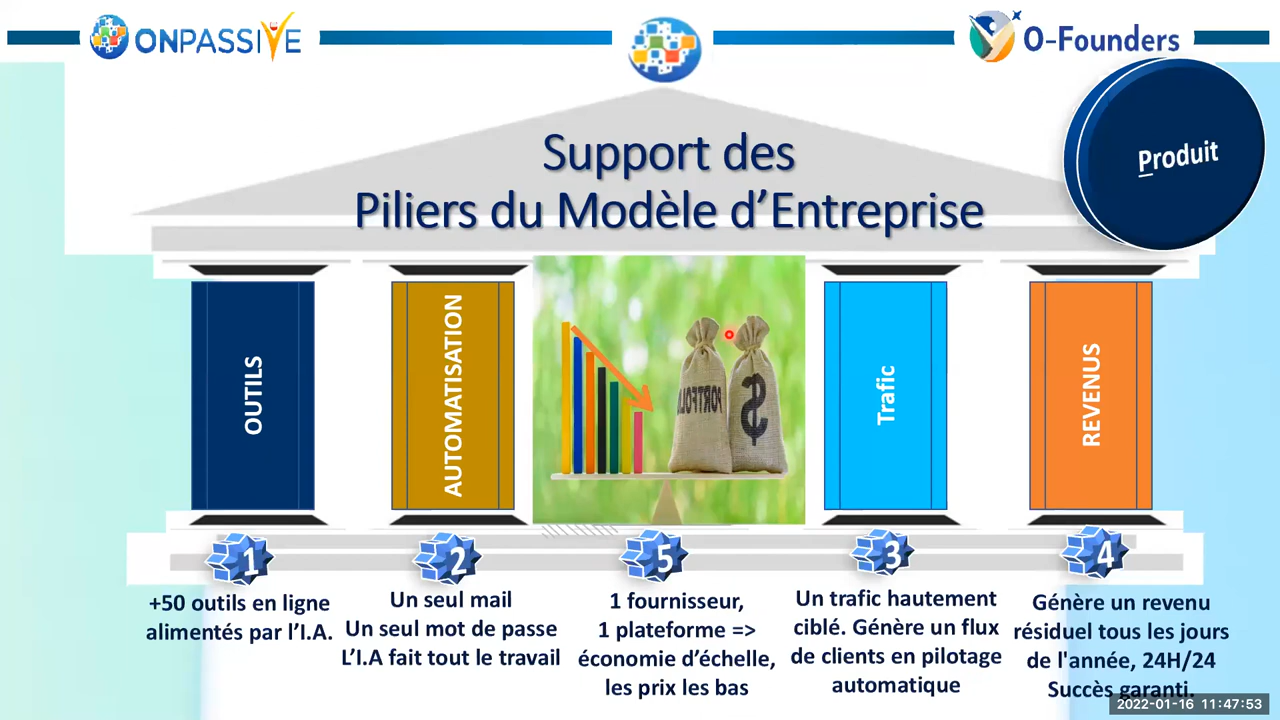 ONPASSIVE
O-Founders
Produit
Support des
Piliers du Modèle d'Entreprise
OUTILS
AUTOMATISATION
PORTFOLI
$
Trafic
REVENUS
1
+50 outils en ligne
alimentés par l'I.A.
2
Un seul mail
Un seul mot de passe
L'I.A fait tout le travail
5
1 fournisseur,
1 plateforme =>
économie d'échelle,
les prix les bas
3
Un trafic hautement
ciblé. Génère un flux
de clients en pilotage
automatique
4
Génère un revenu
résiduel tous les jours
de l'année, 24H/24
Succès garanti.
2022-01-16 11:47:53